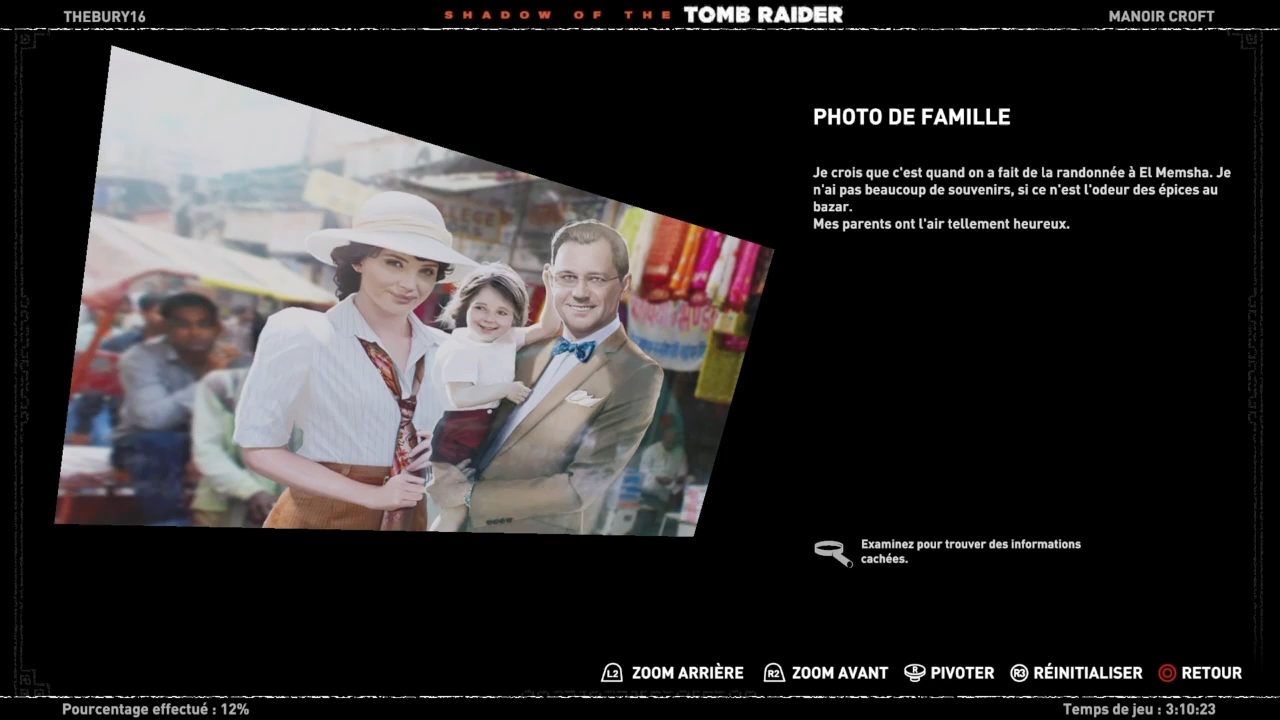 THEBURY16
SHADOW OF THE TOMB RAIDER
MANOIR CROFT
PHOTO DE FAMILLE
Je crois que c'est quand on a fait de la randonnée à El Memsha. Je
n'ai pas beaucoup de souvenirs, si ce n'est l'odeur des épices au
bazar.
Mes parents ont l'air tellement heureux.
Examinez pour trouver des informations
cachées.
L2 ZOOM ARRIÈRE R2 ZOOM AVANT R PIVOTER R3 RÉINITIALISER RETOUR
Pourcentage effectué : 12%
Temps de jeu : 3:10:23